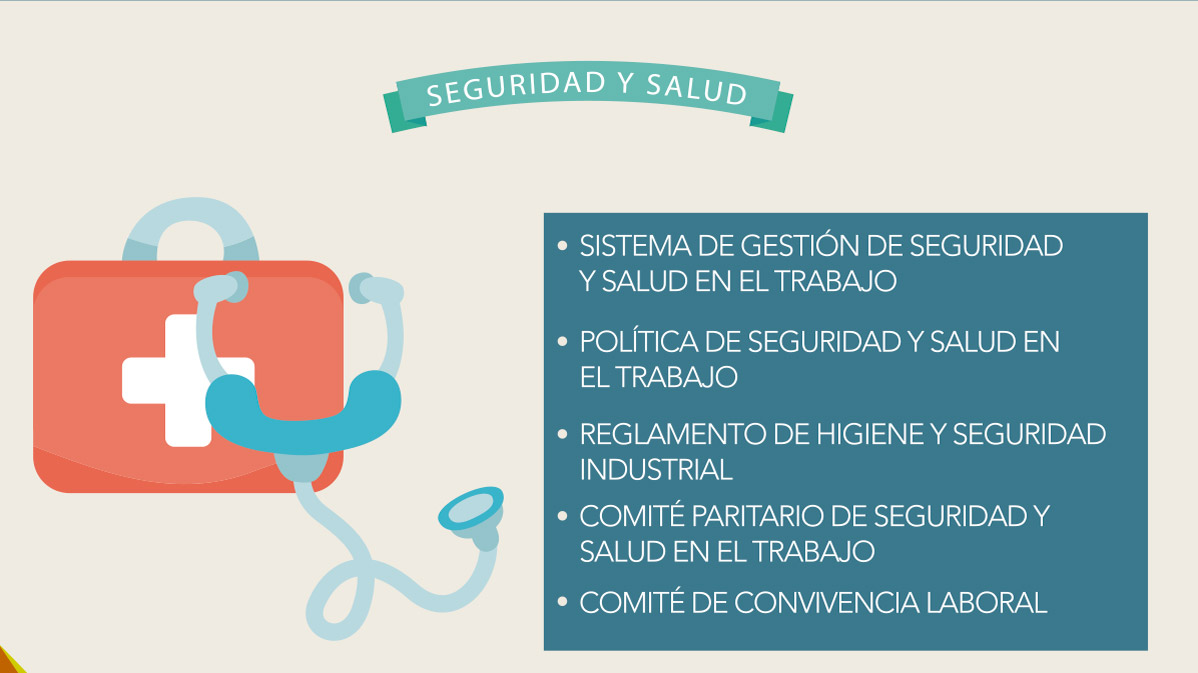 SEGURIDAD Y SALUD
• SISTEMA DE GESTIÓN DE SEGURIDAD
Y SALUD EN EL TRABAJO
• POLÍTICA DE SEGURIDAD Y SALUD EN
EL TRABAJO
• REGLAMENTO DE HIGIENE Y SEGURIDAD
INDUSTRIAL
• COMITÉ PARITARIO DE SEGURIDAD Y
SALUD EN EL TRABAJO
• COMITÉ DE CONVIVENCIA LABORAL